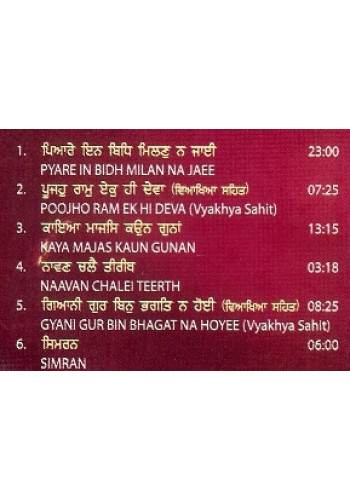 1. ਪਿਆਰੇ ਇਨ ਬਿਧਿ ਮਿਲਣੁ ਨ ਜਾਈ 23:00
PYARE IN BIDH MILAN NA JAEE
2. ਪੂਜਹੁ ਰਾਮੁ ਏਕੁ ਹੀ ਦੇਵਾ (ਵਿਆਖਿਆ ਸਹਿਤ) 07:25
POOJHO RAM EK HI DEVA (Vyakhya Sahit)
3. ਕਾਇਆ ਮਾਜਸਿ ਕਉਨ ਗੁਨਾਂ 13:15
KAYA MAJAS KAUN GUNAN
4. ਨਾਵਣ ਚਲੈ ਤੀਰੀਥ 03:18
NAAVAN CHALEI TEERTH
5. ਗਿਆਨੀ ਗੁਰ ਬਿਨੁ ਭਗਤਿ ਨ ਹੋਈ (ਵਿਆਖਿਆ ਸਹਿਤ) 08:25
GYANI GUR BIN BHAGAT NA HOYEE (Vyakhya Sahit)
6. ਸਿਮਰਨ 06:00
SIMRAN